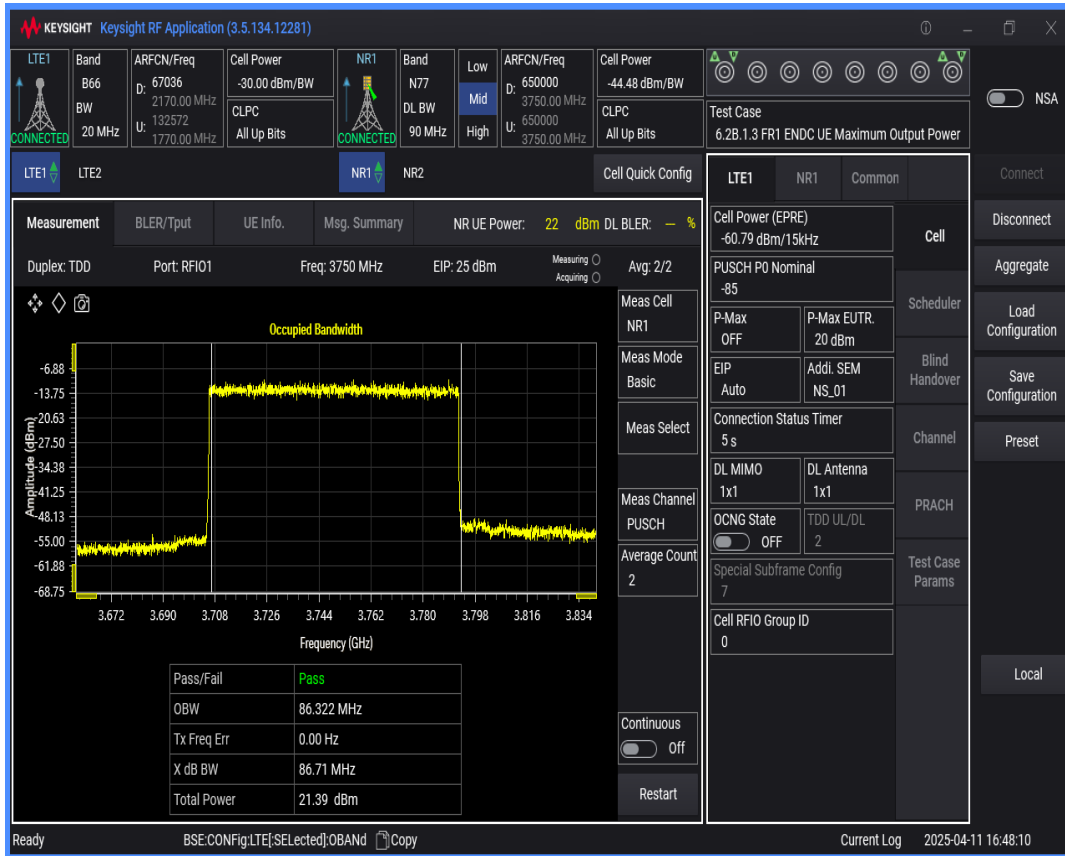 KEYSIGHT Keysight RF Application (3.5.134.12281)
LTE1
CONNECTED
Band
B66
BW
20 MHz
ARFCN/Freq
D: 67036
2170.00 MHz
U: 132572
1770.00 MHz
Cell Power
-30.00 dBm/BW
CLPC
All Up Bits
NR1
CONNECTED
Band
N77
DL BW
90 MHz
Low
Mid
High
ARFCN/Freq
D: 650000
3750.00 MHz
U: 650000
3750.00 MHz
Cell Power
-44.48 dBm/BW
CLPC
All Up Bits
Test Case
6.2B.1.3 FR1 ENDC UE Maximum Output Power
NSA
LTE1 LTE2 NR1 NR2 Cell Quick Config
Measurement BLER/Tput UE Info. Msg. Summary NR UE Power: 22 dBm DL BLER: — %
Duplex: TDD Port: RFIO1 Freq: 3750 MHz EIP: 25 dBm Measuring Acquiring Avg: 2/2
Occupied Bandwidth
Amplitude (dBm)
-6.88
-13.75
-20.63
-27.50
-34.38
-41.25
-48.13
-55.00
-61.88
-68.75
3.672 3.690 3.708 3.726 3.744 3.762 3.780 3.798 3.816 3.834
Frequency (GHz)
Pass/Fail Pass
OBW 86.322 MHz
Tx Freq Err 0.00 Hz
X dB BW 86.71 MHz
Total Power 21.39 dBm
Meas Cell
NR1
Meas Mode
Basic
Meas Select
Meas Channel
PUSCH
Average Count
2
Continuous
Off
Restart
LTE1 NR1 Common
Cell Power (EPRE)
-60.79 dBm/15kHz
PUSCH P0 Nominal
-85
P-Max
OFF
P-Max EUTR.
20 dBm
EIP
Auto
Addi. SEM
NS_01
Connection Status Timer
5 s
DL MIMO
1x1
DL Antenna
1x1
OCNG State
OFF
TDD UL/DL
2
Special Subframe Config
7
Cell RFIO Group ID
0
Cell
Scheduler
Blind
Handover
Channel
PRACH
Test Case
Params
Connect
Disconnect
Aggregate
Load
Configuration
Save
Configuration
Preset
Local
Ready BSE:CONFig:LTE[:SELected]:OBANd Copy Current Log 2025-04-11 16:48:10